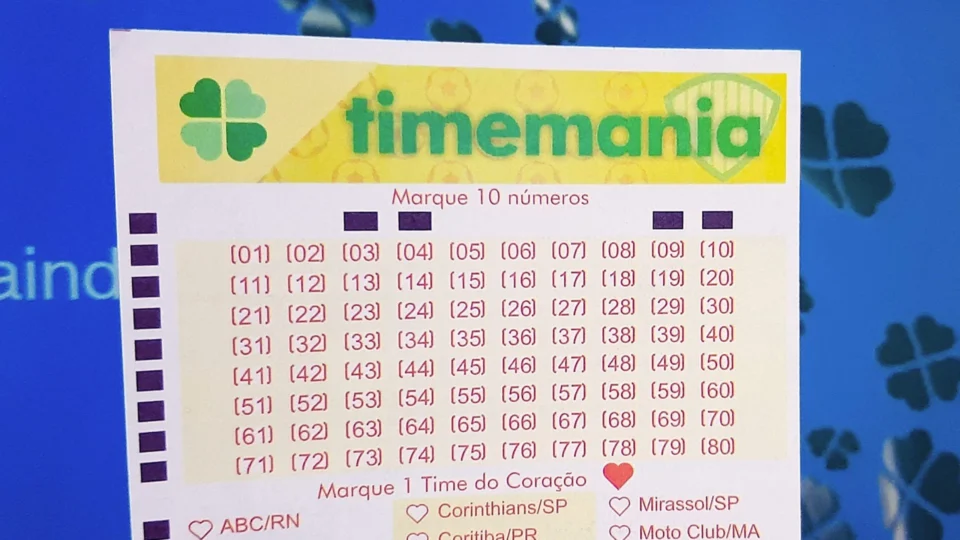 timemania
Marque 10 números
(01) (02) (03) (04) (05) (06) (07) (08) (09) (10)
(11) (12) (13) (14) (15) (16) (17) (18) (19) (20)
(21) (22) (23) (24) (25) (26) (27) (28) (29) (30)
(31) (32) (33) (34) (35) (36) (37) (38) (39) (40)
(41) (42) (43) (44) (45) (46) (47) (48) (49) (50)
(51) (52) (53) (54) (55) (56) (57) (58) (59) (60)
(61) (62) (63) (64) (65) (66) (67) (68) (69) (70)
(71) (72) (73) (74) (75) (76) (77) (78) (79) (80)
aind
Marque 1 Time do Coração
ABC/RN Corinthians/SP Mirassol/SP
Coritiba/PR Moto Club/MA